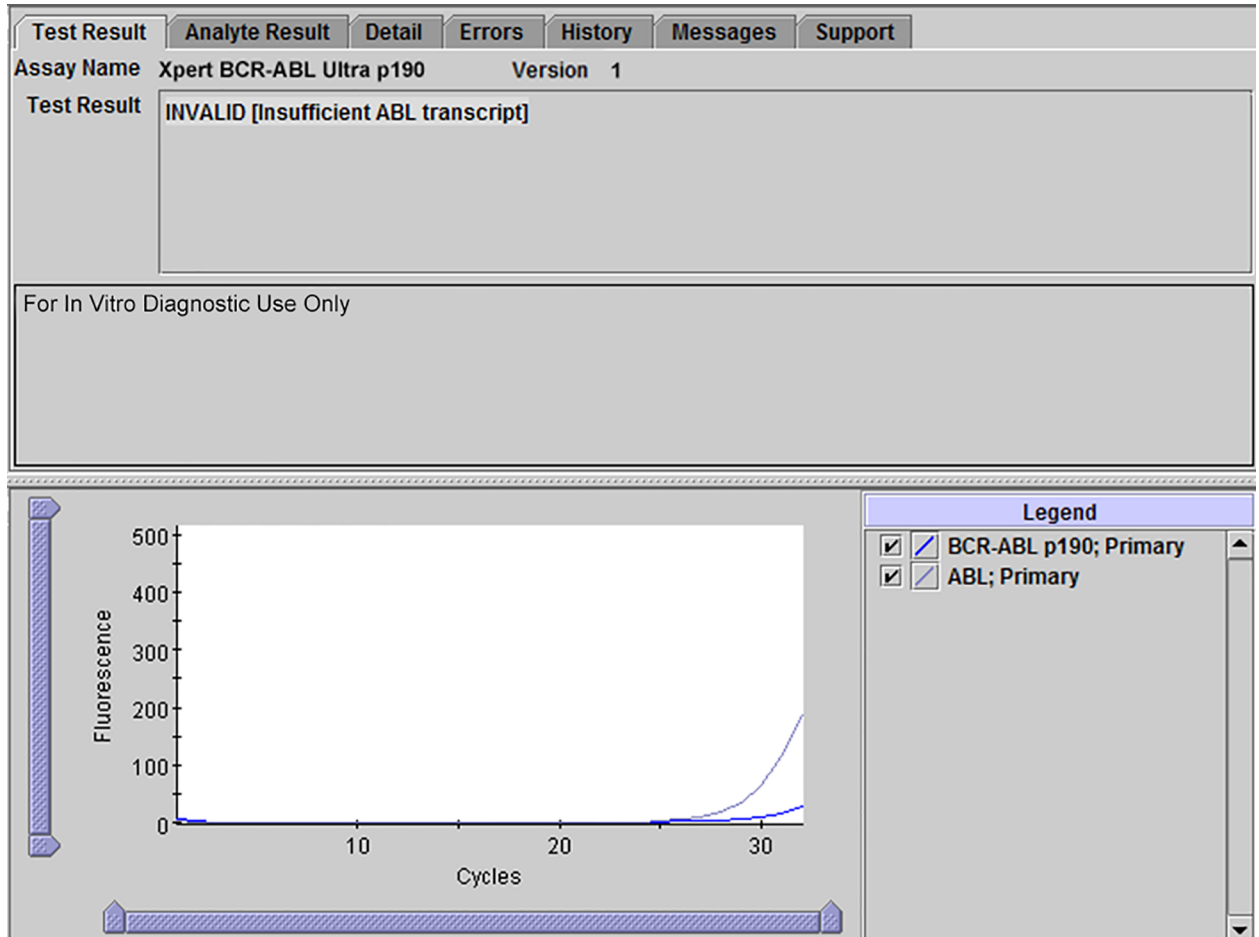 Test Result Analyte Result Detail Errors History Messages Support
Assay Name Xpert BCR-ABL Ultra p190 Version 1
Test Result INVALID [Insufficient ABL transcript]
For In Vitro Diagnostic Use Only
500
400
300
200
100
0
Fluorescence
10 20 30
Cycles
Legend
BCR-ABL p190; Primary
ABL; Primary